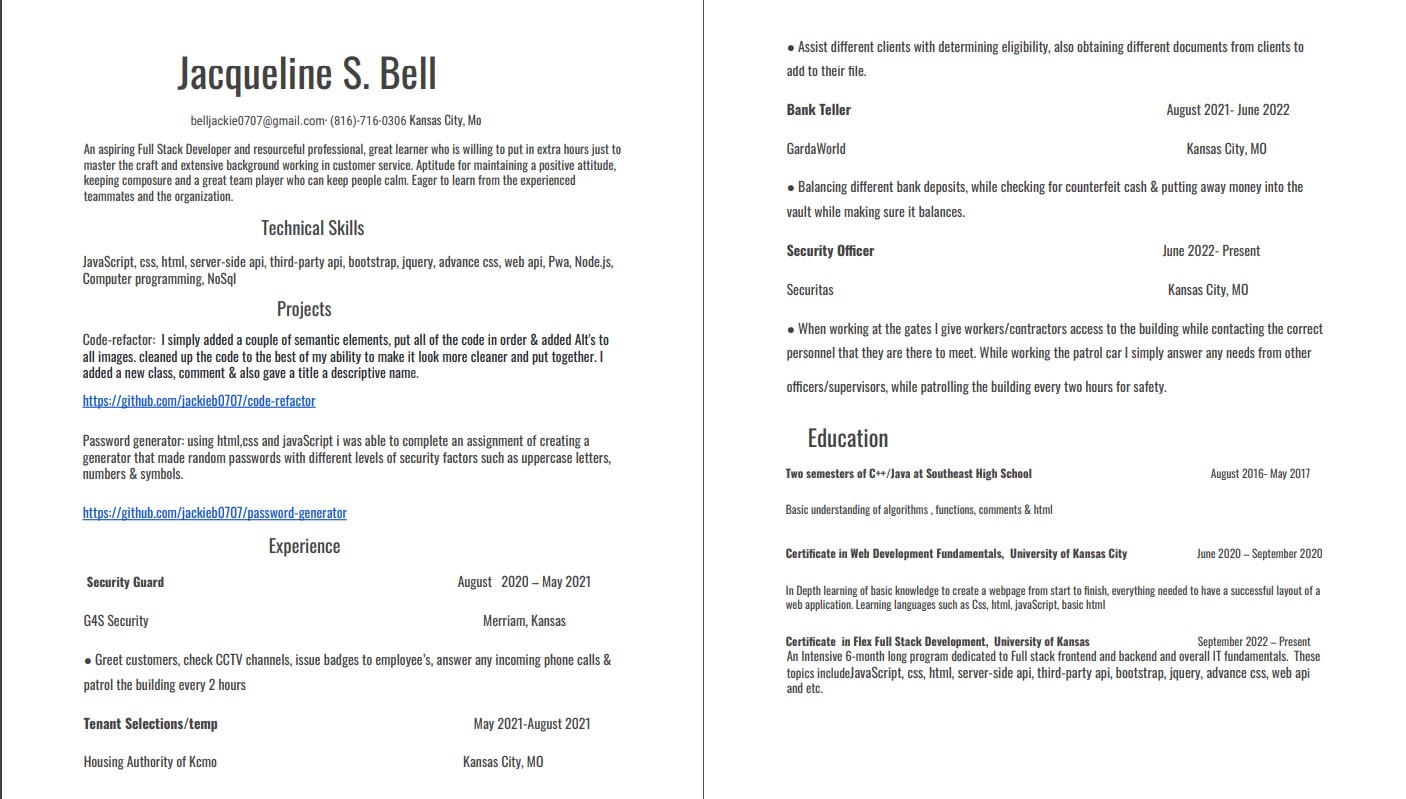 Jacqueline S. Bell
belljackie0707@gmail.com· (816)-716-0306 Kansas City, Mo
An aspiring Full Stack Developer and resourceful professional, great learner who is willing to put in extra hours just to
master the craft and extensive background working in customer service. Aptitude for maintaining a positive attitude,
keeping composure and a great team player who can keep people calm. Eager to learn from the experienced
teammates and the organization.
Technical Skills
JavaScript, css, html, server-side api, third-party api, bootstrap, jquery, advance css, web api, Pwa, Node.js,
Computer programming, NoSql
Projects
Code-refactor:  I simply added a couple of semantic elements, put all of the code in order & added Alt's to
all images. cleaned up the code to the best of my ability to make it look more cleaner and put together. I
added a new class, comment & also gave a title a descriptive name.
https://github.com/jackieb0707/code-refactor
Password generator: using html,css and javaScript i was able to complete an assignment of creating a
generator that made random passwords with different levels of security factors such as uppercase letters,
numbers & symbols.
https://github.com/jackieb0707/password-generator
Experience
Security Guard August 2020 – May 2021
G4S Security Merriam, Kansas
● Greet customers, check CCTV channels, issue badges to employee's, answer any incoming phone calls &
patrol the building every 2 hours
Tenant Selections/temp May 2021-August 2021
Housing Authority of Kcmo Kansas City, MO
● Assist different clients with determining eligibility, also obtaining different documents from clients to
add to their file.
Bank Teller August 2021- June 2022
GardaWorld Kansas City, MO
● Balancing different bank deposits, while checking for counterfeit cash & putting away money into the
vault while making sure it balances.
Security Officer June 2022- Present
Securitas Kansas City, MO
● When working at the gates I give workers/contractors access to the building while contacting the correct
personnel that they are there to meet. While working the patrol car I simply answer any needs from other
officers/supervisors, while patrolling the building every two hours for safety.
Education
Two semesters of C++/Java at Southeast High School August 2016- May 2017
Basic understanding of algorithms , functions, comments & html
Certificate in Web Development Fundamentals,  University of Kansas City June 2020 – September 2020
In Depth learning of basic knowledge to create a webpage from start to finish, everything needed to have a successful layout of a
web application. Learning languages such as Css, html, javaScript, basic html
Certificate  in Flex Full Stack Development,  University of Kansas September 2022 – Present
An Intensive 6-month long program dedicated to Full stack frontend and backend and overall IT fundamentals.  These
topics includeJavaScript, css, html, server-side api, third-party api, bootstrap, jquery, advance css, web api
and etc.